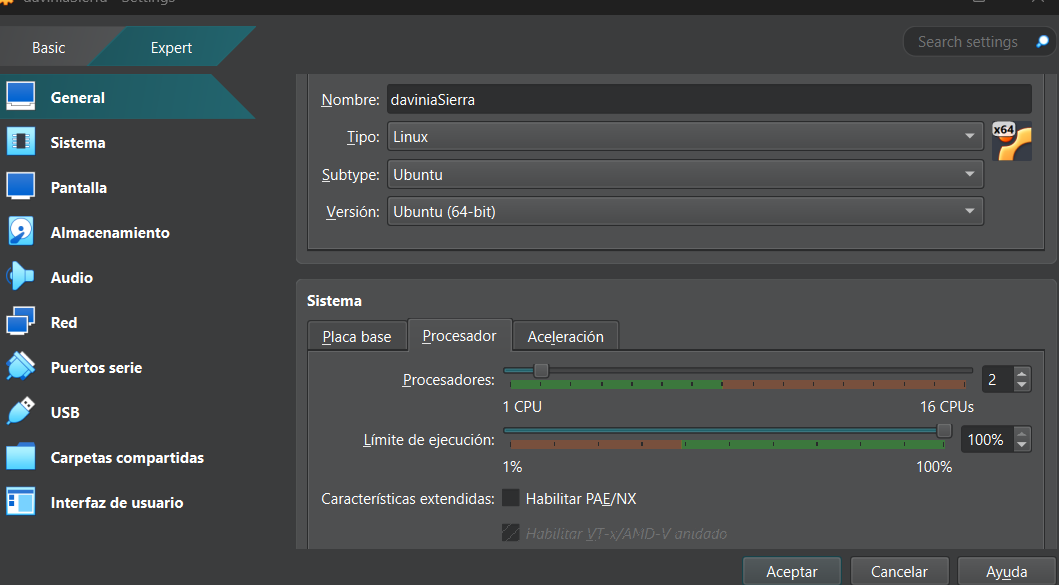 daviniaSierra - Settings
Basic
Expert
Search settings
General
Sistema
Pantalla
Almacenamiento
Audio
Red
Puertos serie
USB
Carpetas compartidas
Interfaz de usuario
Nombre: daviniaSierra
Tipo: Linux
x64
Subtype: Ubuntu
Versión: Ubuntu (64-bit)
Sistema
Placa base Procesador Aceleración
Procesadores: 2
1 CPU 16 CPUs
Límite de ejecución: 100%
1% 100%
Características extendidas: Habilitar PAE/NX
Habilitar VT-x/AMD-V anidado
Aceptar Cancelar Ayuda